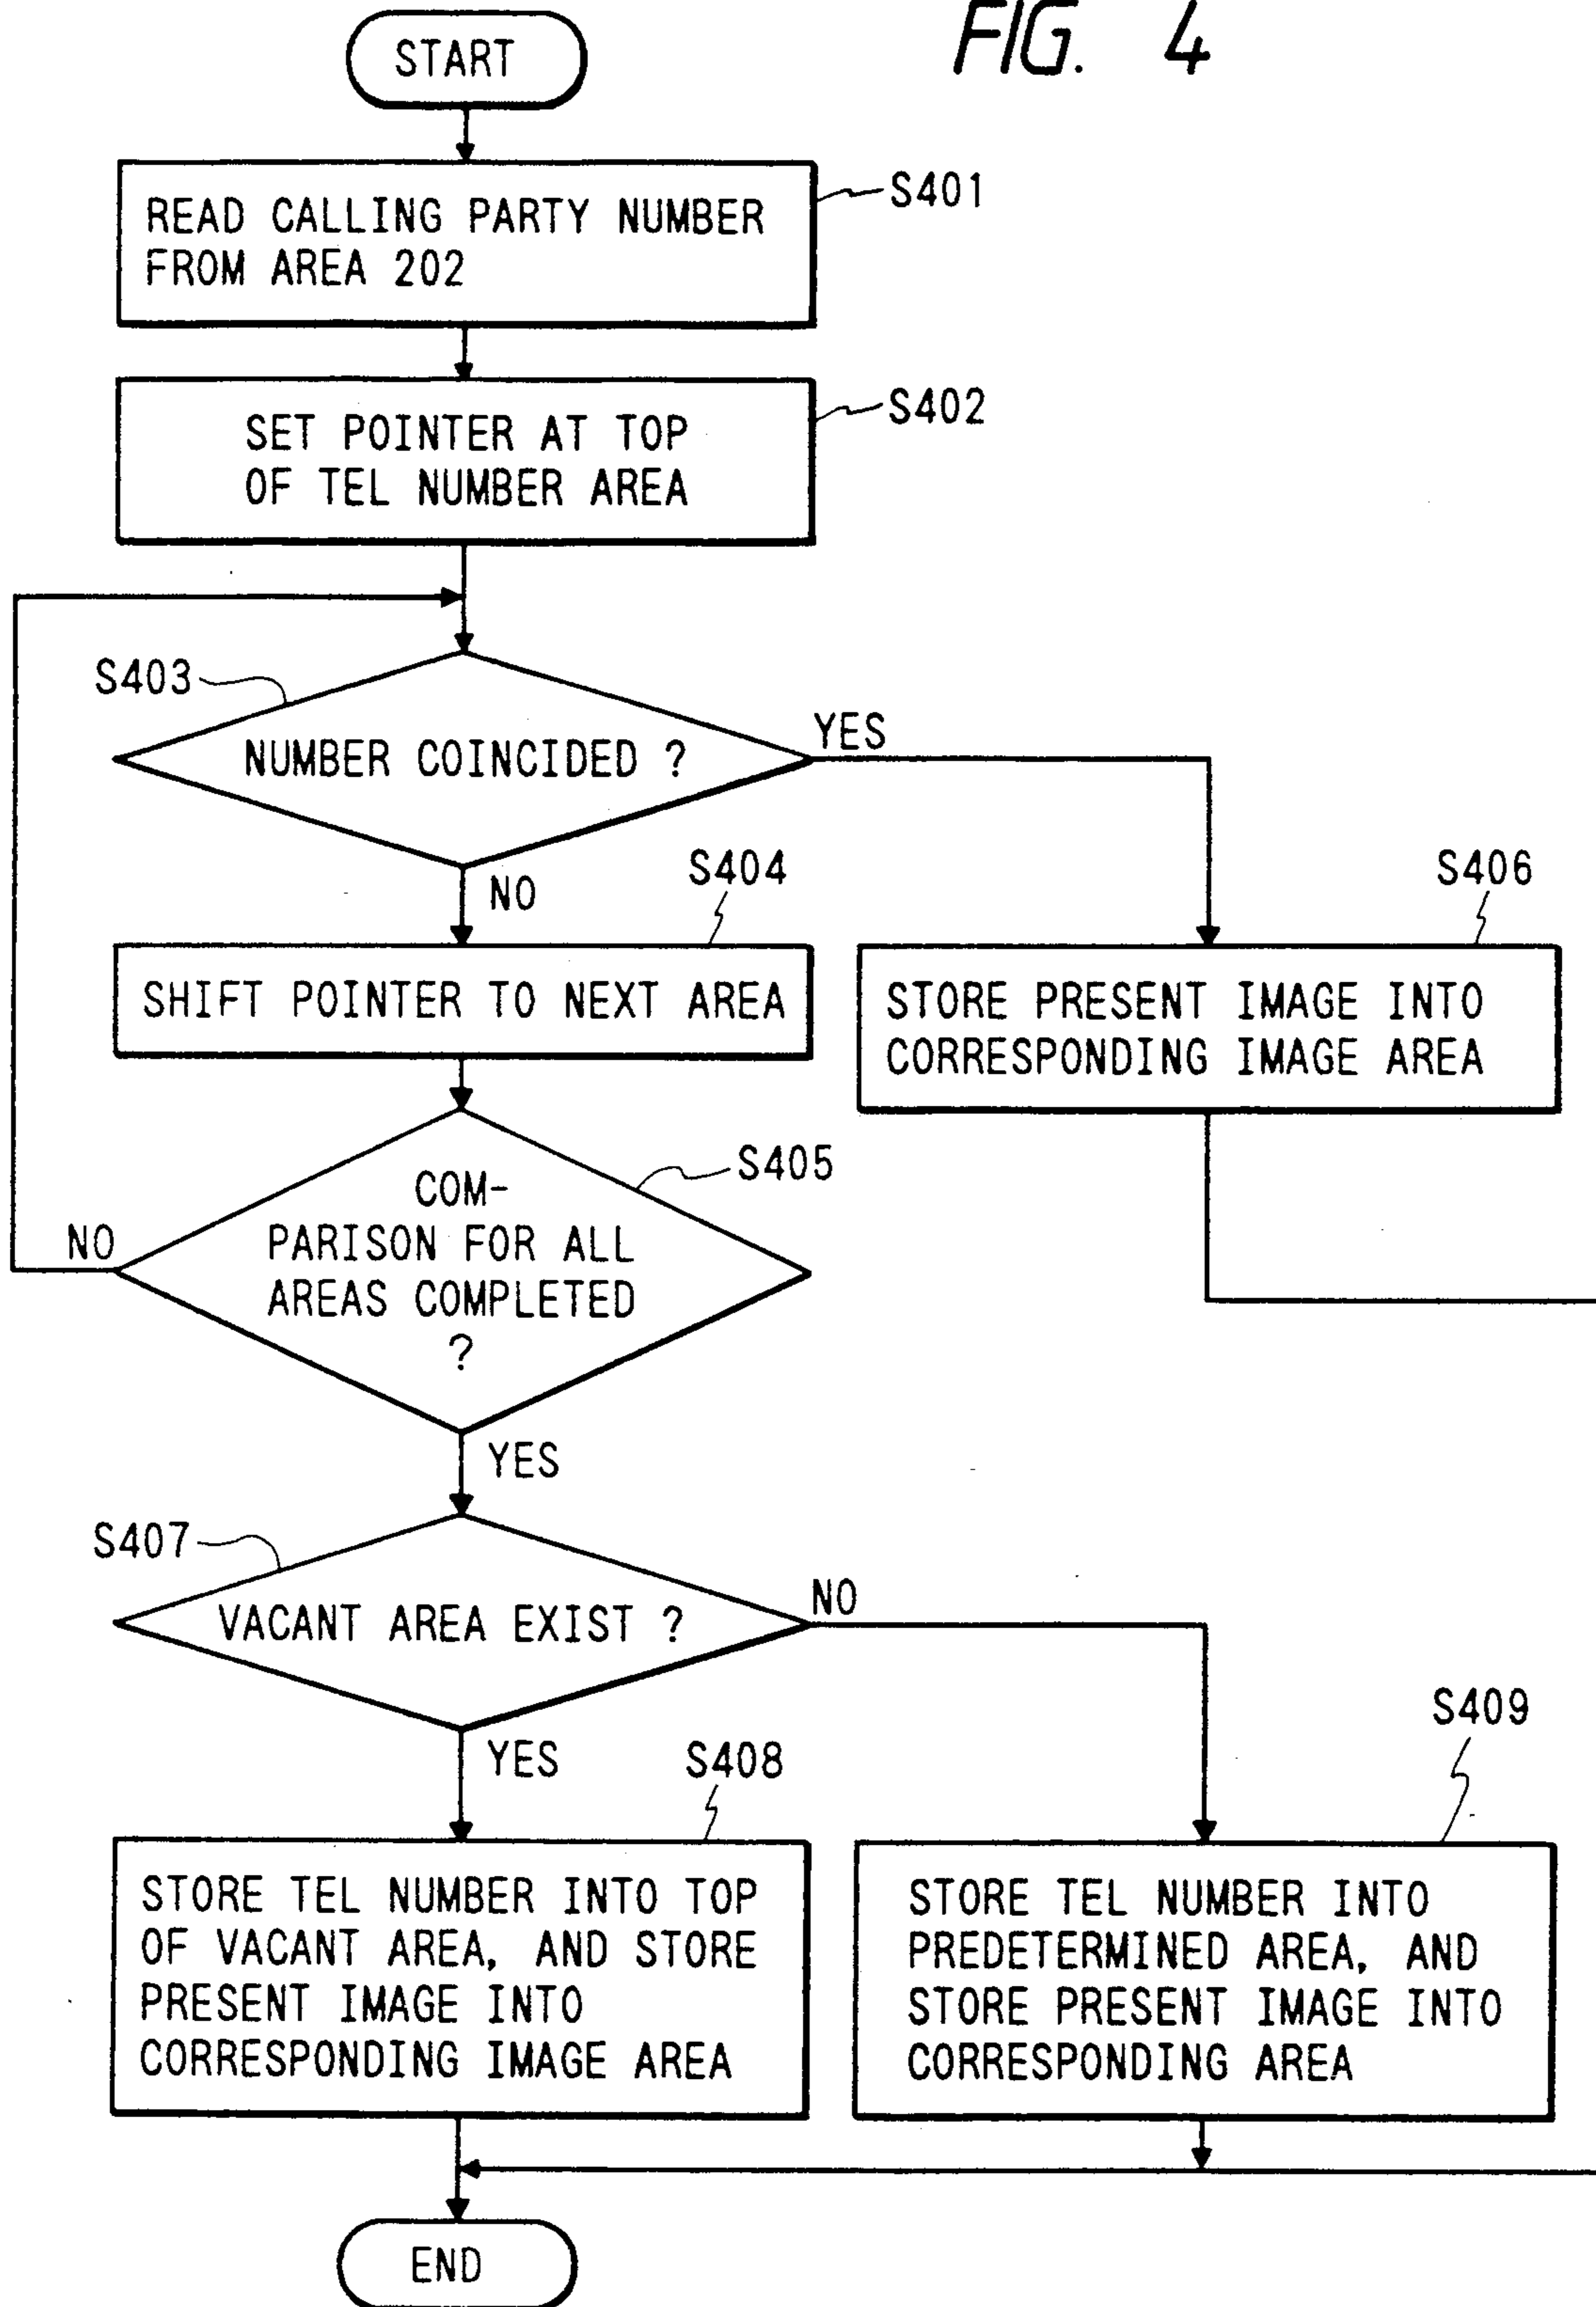 FIG. 4
START
S401
READ CALLING PARTY NUMBER
FROM AREA 202
S402
SET POINTER AT TOP
OF TEL NUMBER AREA
S403
NUMBER COINCIDED ?
YES
NO
S404
SHIFT POINTER TO NEXT AREA
S406
STORE PRESENT IMAGE INTO
CORRESPONDING IMAGE AREA
S405
COM-
PARISON FOR ALL
AREAS COMPLETED
?
NO
YES
S407
VACANT AREA EXIST ?
NO
YES
S408
STORE TEL NUMBER INTO TOP
OF VACANT AREA, AND STORE
PRESENT IMAGE INTO
CORRESPONDING IMAGE AREA
S409
STORE TEL NUMBER INTO
PREDETERMINED AREA, AND
STORE PRESENT IMAGE INTO
CORRESPONDING AREA
END